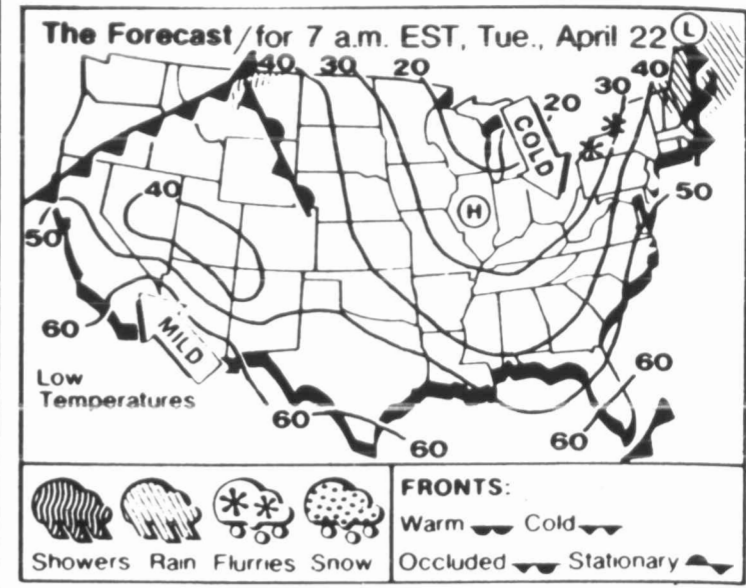 The Forecast/for 7 a.m. EST, Tue., April 22 L
40 30 20
20
30
40
COLD
40
H
50
50
60
MILD
Low
Temperatures
60
60
60
60
Showers Rain Flurries Snow
FRONTS:
Warm Cold
Occluded Stationary